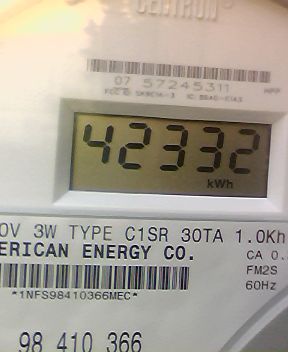 CENTRON®
07 57245311
42332
kWh
0V 3W TYPE C1SR 30TA 1.0Kh
ERICAN ENERGY CO.
CA 0.
*1NFS98410366MEC*
FM2S
60Hz
98 410 366